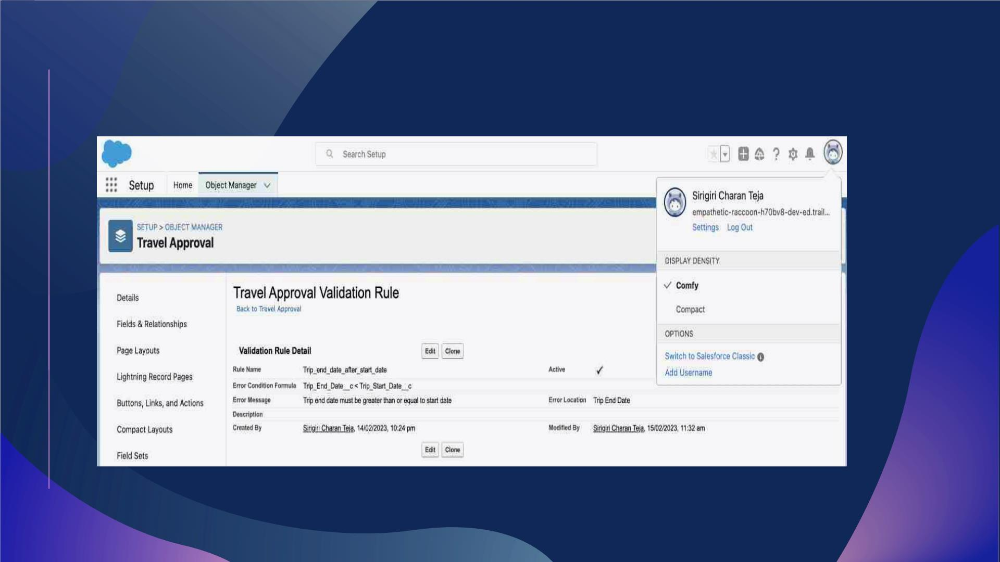 Search Setup
Setup
Home
Object Manager
SETUP > OBJECT MANAGER
Travel Approval
Sirigiri Charan Teja
empathetic-raccoon-h70bv8-dev-ed.trail...
Settings Log Out
DISPLAY DENSITY
Comfy
Compact
OPTIONS
Switch to Salesforce Classic
Add Username
Details
Fields & Relationships
Page Layouts
Lightning Record Pages
Buttons, Links, and Actions
Compact Layouts
Field Sets
Travel Approval Validation Rule
Back to Travel Approval
Validation Rule Detail Edit Clone
Rule Name Trip_end_date_after_start_date Active ✓
Error Condition Formula Trip_End_Date__c < Trip_Start_Date__c
Error Message Trip end date must be greater than or equal to start date Error Location Trip End Date
Description
Created By Sirigiri Charan Teja, 14/02/2023, 10:24 pm Modified By Sirigiri Charan Teja, 15/02/2023, 11:32 am
Edit Clone